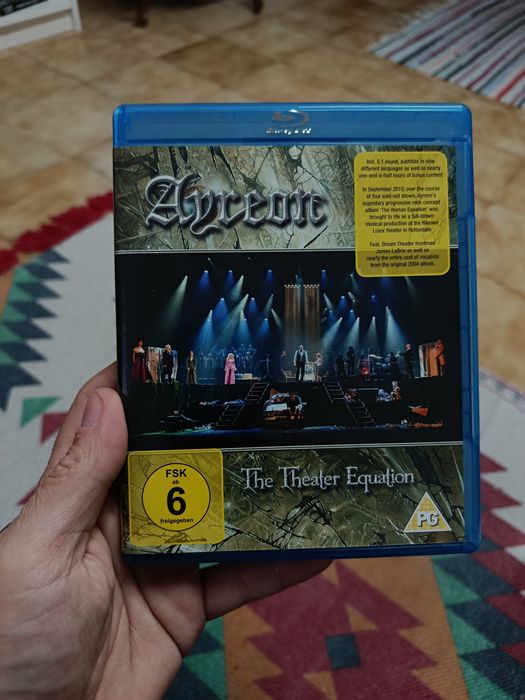 Blu-ray Disc
Incl. 5.1 sound, subtitles in nine
different languages as well as nearly
one-and-a-half hours of bonus content
In September 2015, over the course
of four sold-out shows, Ayreon's
legendary progressive rock concept
album 'The Human Equation', was
brought to life as a full-blown
musical production at the Nieuwe
Luxor theater in Rotterdam
Feat. Dream Theater frontman
James LaBrie as well as
nearly the entire cast of vocalists
from the original 2004 album.
Ayreon
The Theater Equation
FSK
ab
6
freigegeben
PG